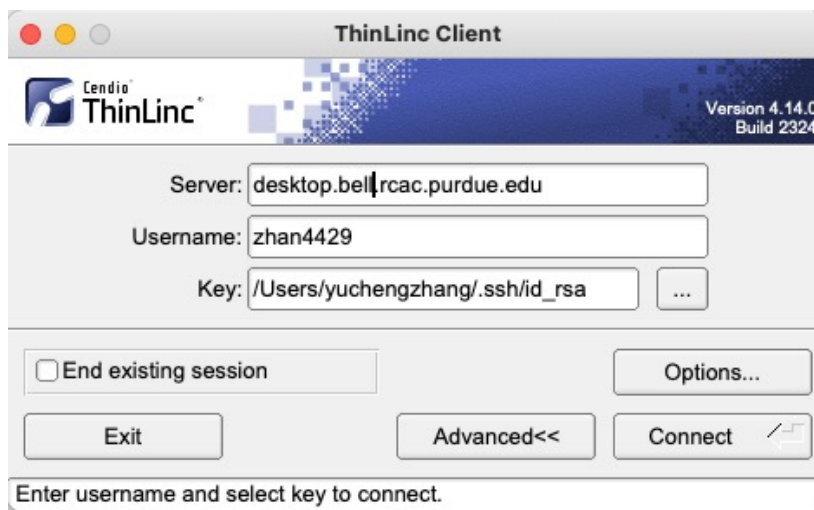 ThinLinc Client
Cendio
ThinLinc
Version 4.14.0
Build 2324
Server: desktop.bell.rcac.purdue.edu
Username: zhan4429
Key: /Users/yuchengzhang/.ssh/id_rsa ...
End existing session
Options...
Exit Advanced<< Connect
Enter username and select key to connect.